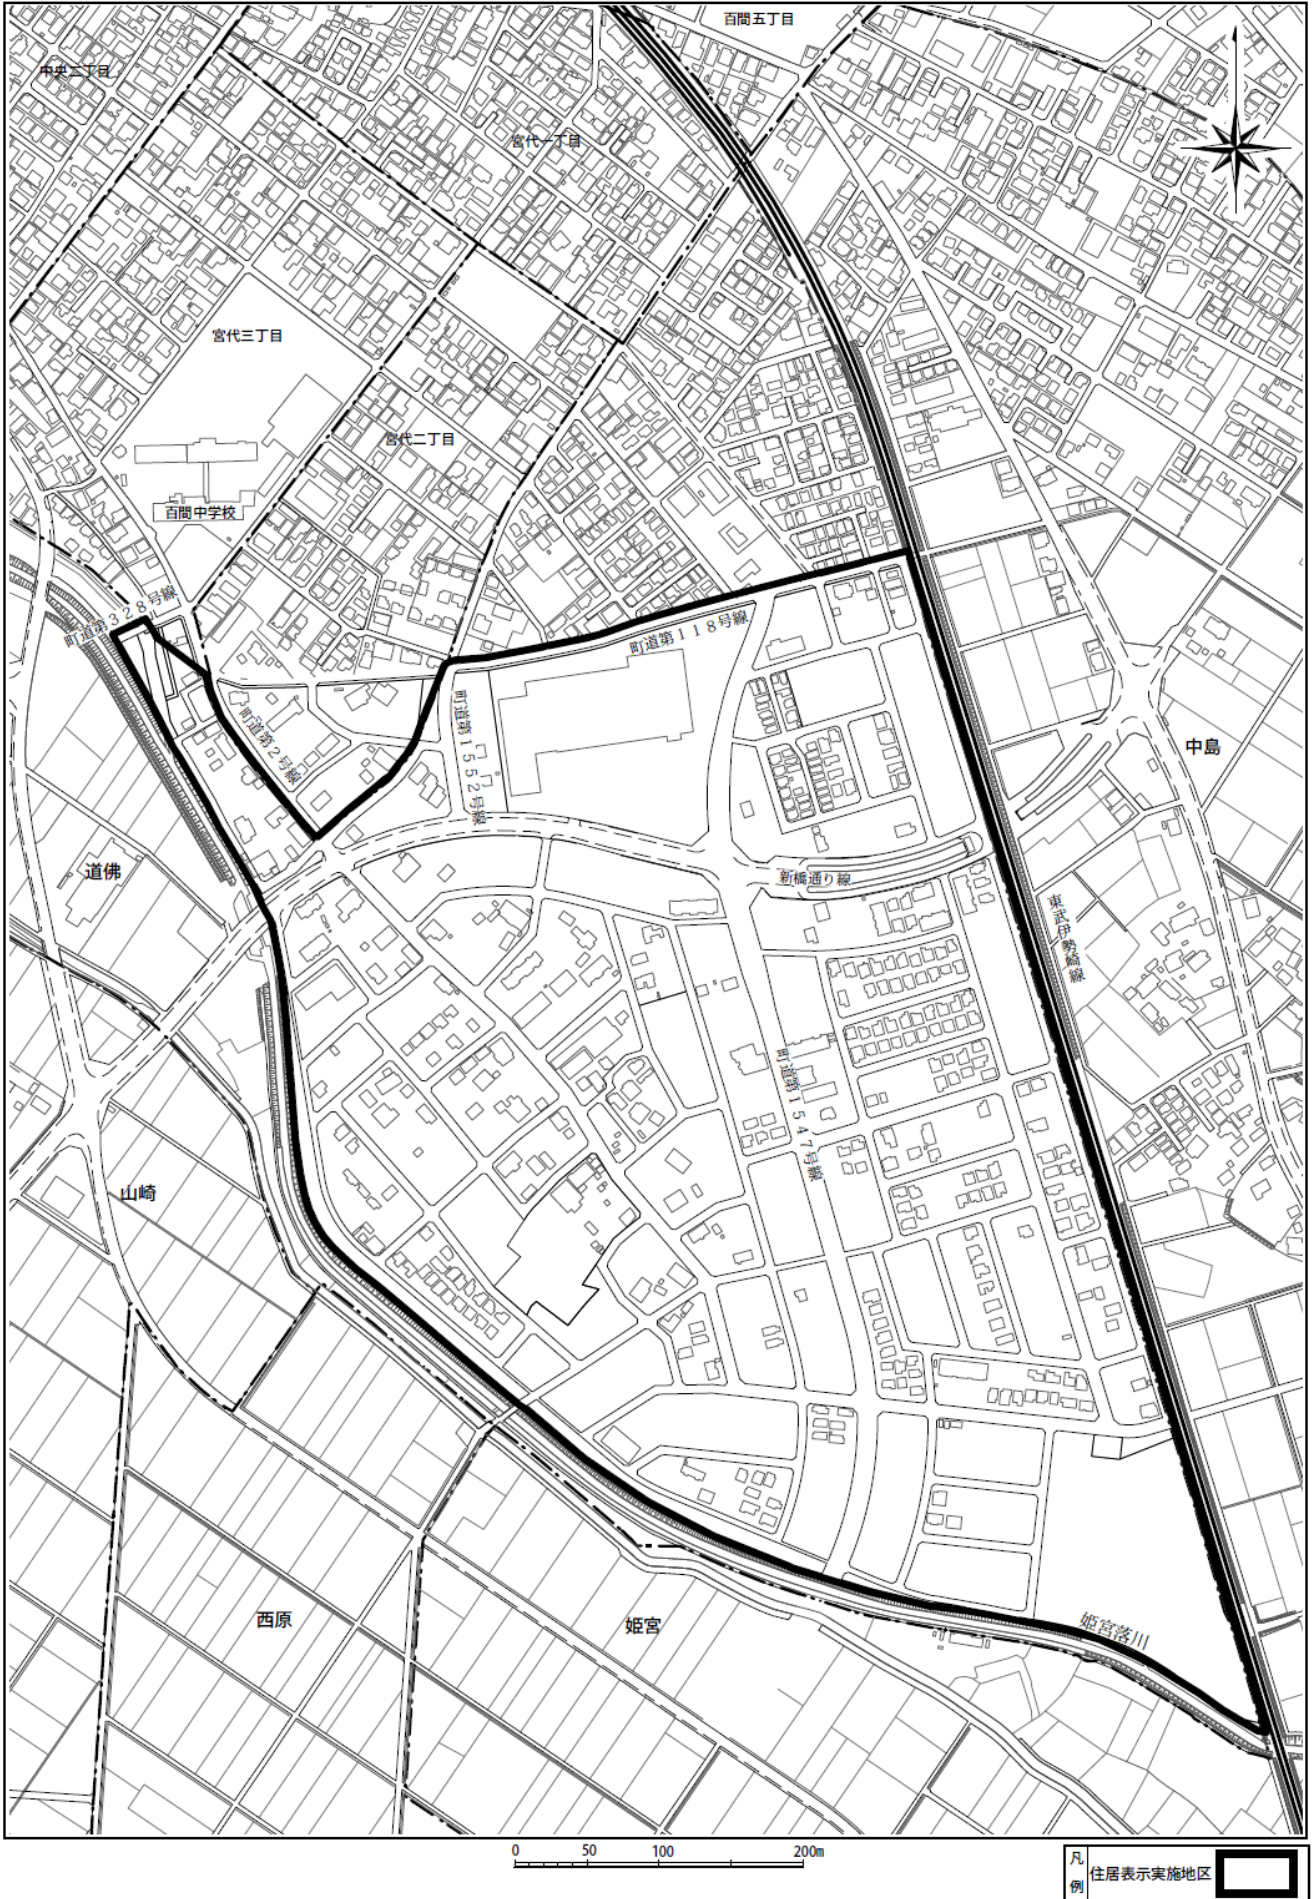 百間五丁目
中央二丁目
宮代一丁目
宮代三丁目
宮代二丁目
百間中学校
町道第３２８号線
町道第１１８号線
町道第２号線
町道第１５５２号線
中島
道佛
新橋通り線
東武伊勢崎線
町道第１５４７号線
山崎
西原
姫宮
姫宮落川
0 50 100 200m
凡例
住居表示実施地区